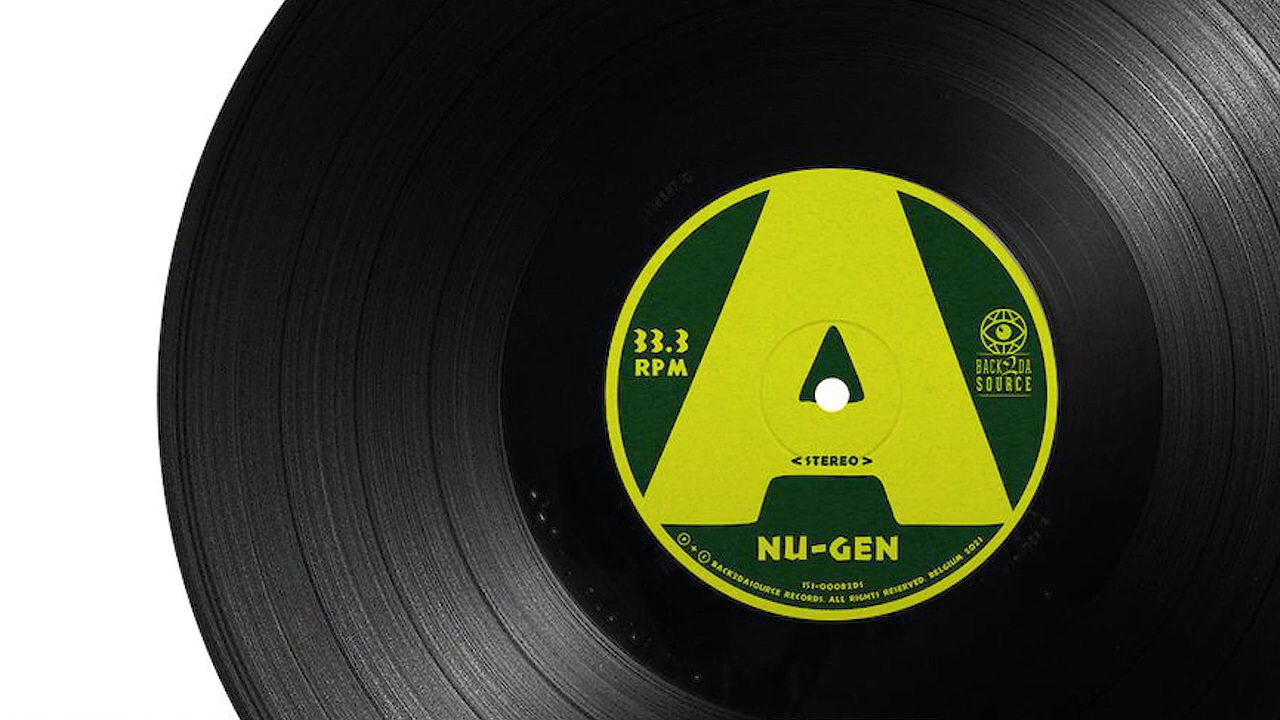 A
33.3
RPM
BACK2DA
SOURCE
<STEREO>
NU-GEN
℗ + © BACK2DASOURCE RECORDS. ALL RIGHTS RESERVED. BELGIUM 2021